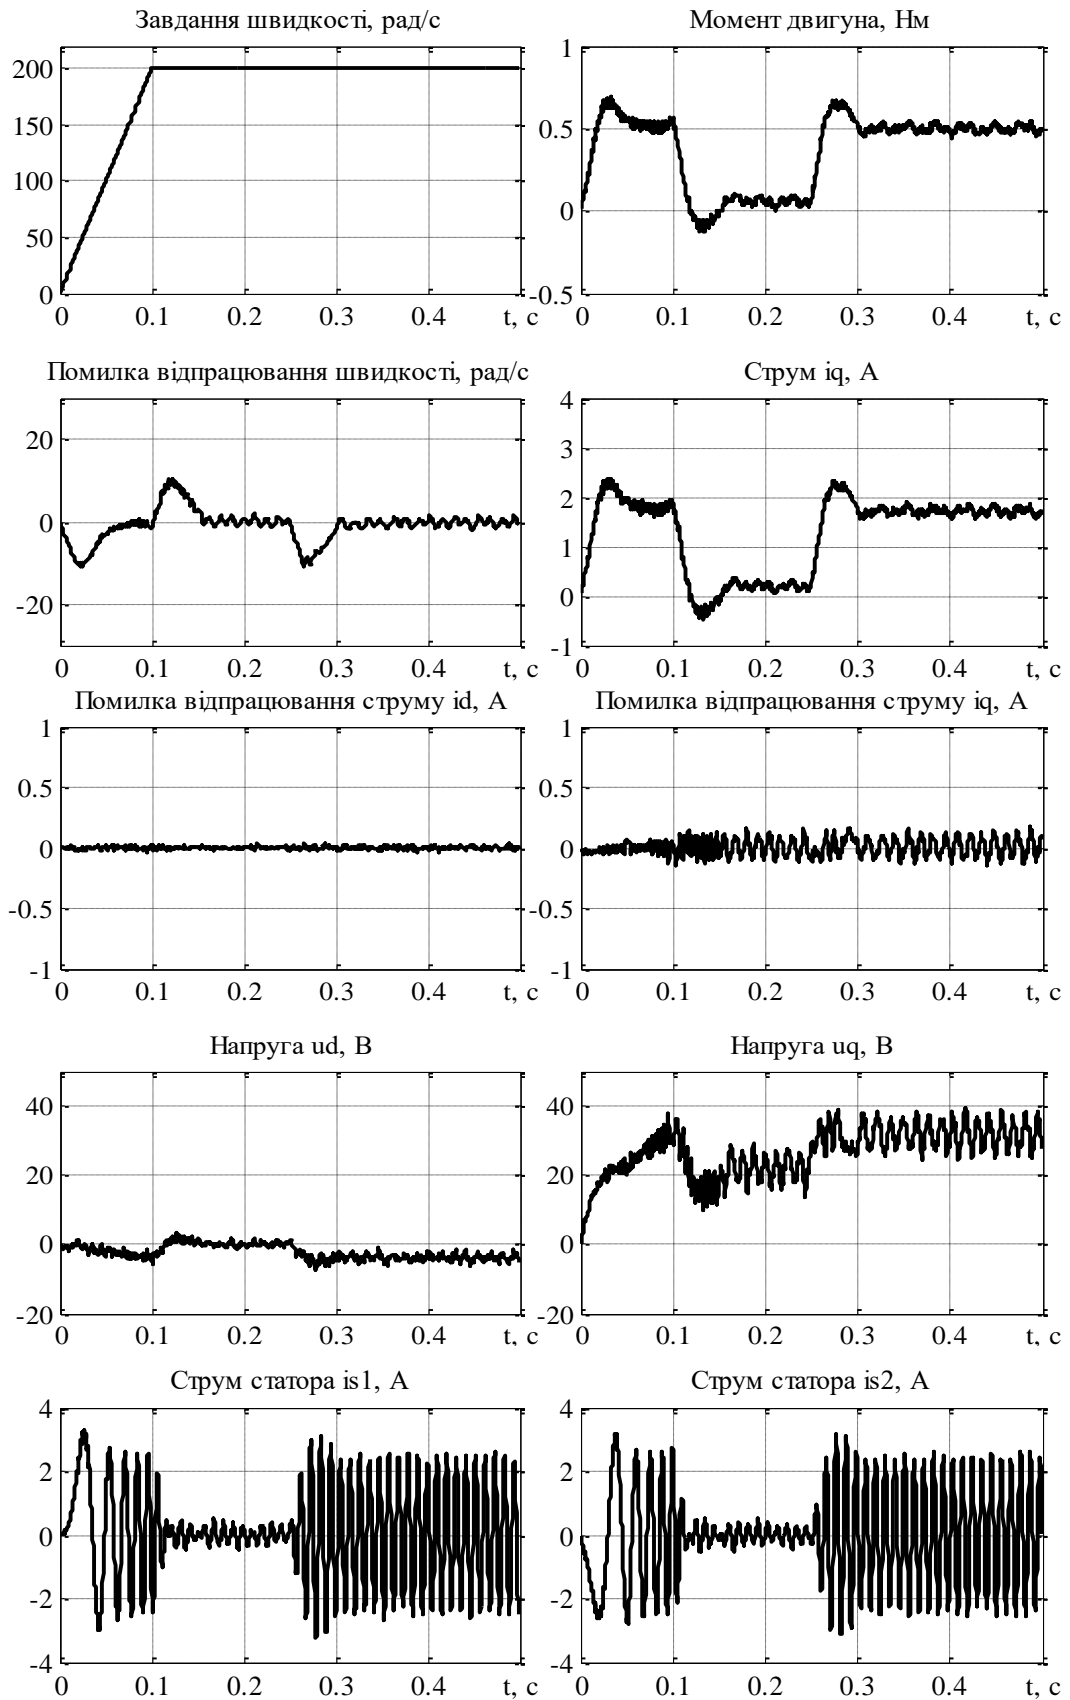 Завдання швидкості, рад/с
Момент двигуна, Нм
200
150
100
50
0
0 0.1 0.2 0.3 0.4 t, с
1
0.5
0
-0.5
0 0.1 0.2 0.3 0.4 t, с
Помилка відпрацювання швидкості, рад/с
Струм iq, А
20
0
-20
0 0.1 0.2 0.3 0.4 t, с
4
3
2
1
0
-1
0 0.1 0.2 0.3 0.4 t, с
Помилка відпрацювання струму id, А
Помилка відпрацювання струму iq, А
1
0.5
0
-0.5
-1
0 0.1 0.2 0.3 0.4 t, с
1
0.5
0
-0.5
-1
0 0.1 0.2 0.3 0.4 t, с
Напруга ud, В
Напруга uq, В
40
20
0
-20
0 0.1 0.2 0.3 0.4 t, с
40
20
0
-20
0 0.1 0.2 0.3 0.4 t, с
Струм статора is1, А
Струм статора is2, А
4
2
0
-2
-4
0 0.1 0.2 0.3 0.4 t, с
4
2
0
-2
-4
0 0.1 0.2 0.3 0.4 t, с